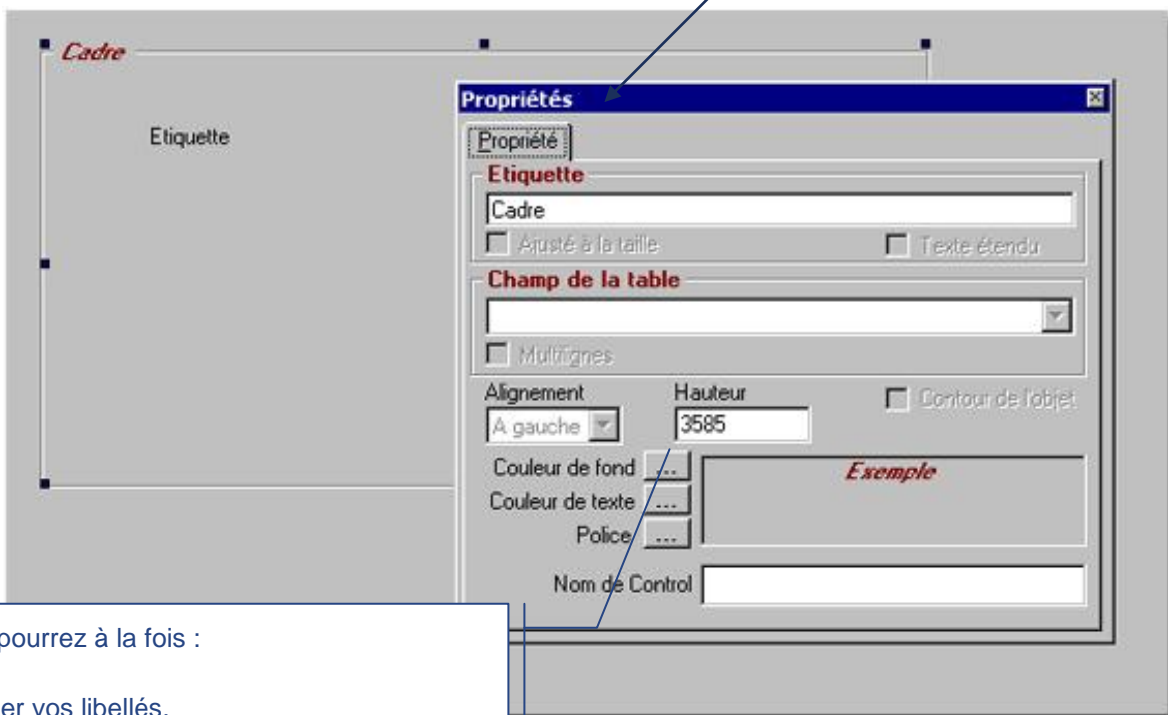 Cadre
Etiquette
Propriétés
Propriété
Etiquette
Cadre
Ajusté à la taille
Texte étendu
Champ de la table
Multilignes
Alignement
Hauteur
Contour de l'objet
A gauche
3585
Couleur de fond ...
Exemple
Couleur de texte ...
Police ...
Nom de Control
pourrez à la fois :
er vos libellés.